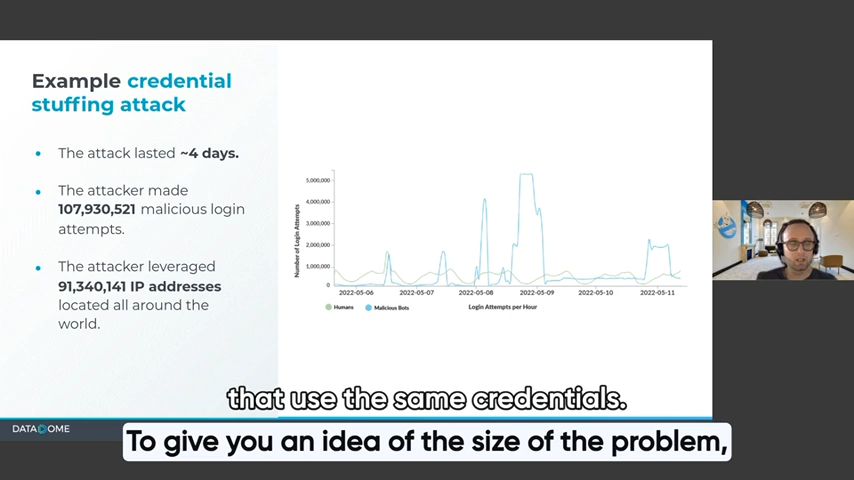 Example credential
stuffing attack
• The attack lasted ~4 days.
• The attacker made
107,930,521 malicious login
attempts.
• The attacker leveraged
91,340,141 IP addresses
located all around the
world.
Number of Login Attempts
5,000,000
4,000,000
3,000,000
2,000,000
1,000,000
0
2022-05-06 2022-05-07 2022-05-08 2022-05-09 2022-05-10 2022-05-11
Humans Malicious Bots Login Attempts per Hour
DATADOME
that use the same credentials.
To give you an idea of the size of the problem,